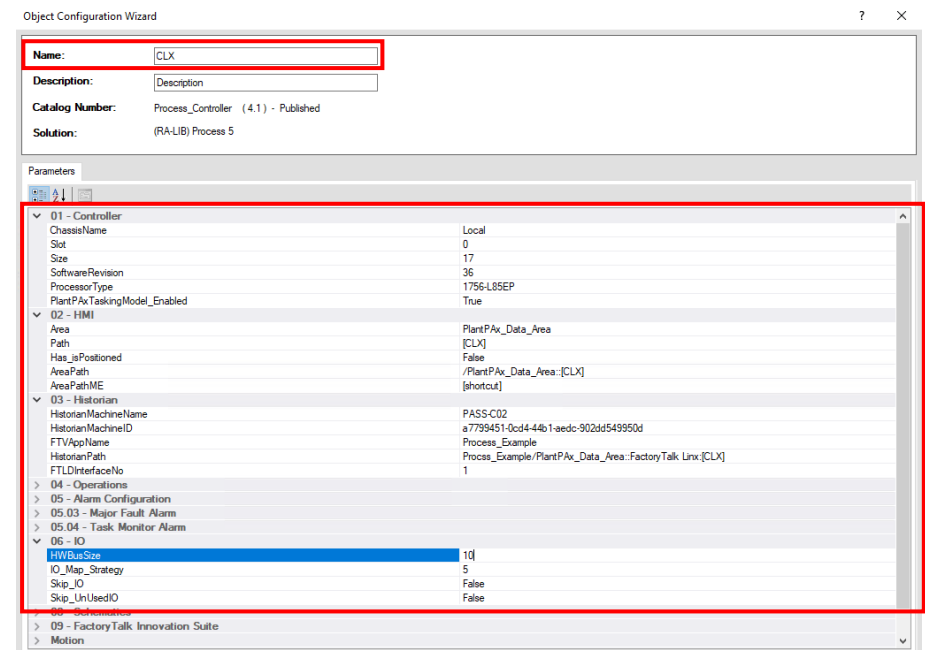 Object Configuration Wizard ? ×
Name: CLX
Description: Description
Catalog Number: Process_Controller (4.1) - Published
Solution: (RA-LIB) Process 5
Parameters
01 - Controller
ChassisName Local
Slot 0
Size 17
SoftwareRevision 36
ProcessorType 1756-L85EP
PlantPAxTaskingModel_Enabled True
02 - HMI
Area PlantPAx_Data_Area
Path [CLX]
Has_isPositioned False
AreaPath /PlantPAx_Data_Area::[CLX]
AreaPathME [shortcut]
03 - Historian
HistorianMachineName PASS-C02
HistorianMachineID a7799451-0cd4-44b1-aedc-902dd549950d
FTVAppName Process_Example
HistorianPath Procss_Example/PlantPAx_Data_Area::FactoryTalk Linx:[CLX]
FTLDInterfaceNo 1
04 - Operations
05 - Alarm Configuration
05.03 - Major Fault Alarm
05.04 - Task Monitor Alarm
06 - IO
HWBusSize 10
IO_Map_Strategy 5
Skip_IO False
Skip_UnUsedIO False
08 - Schematics
09 - FactoryTalk Innovation Suite
Motion